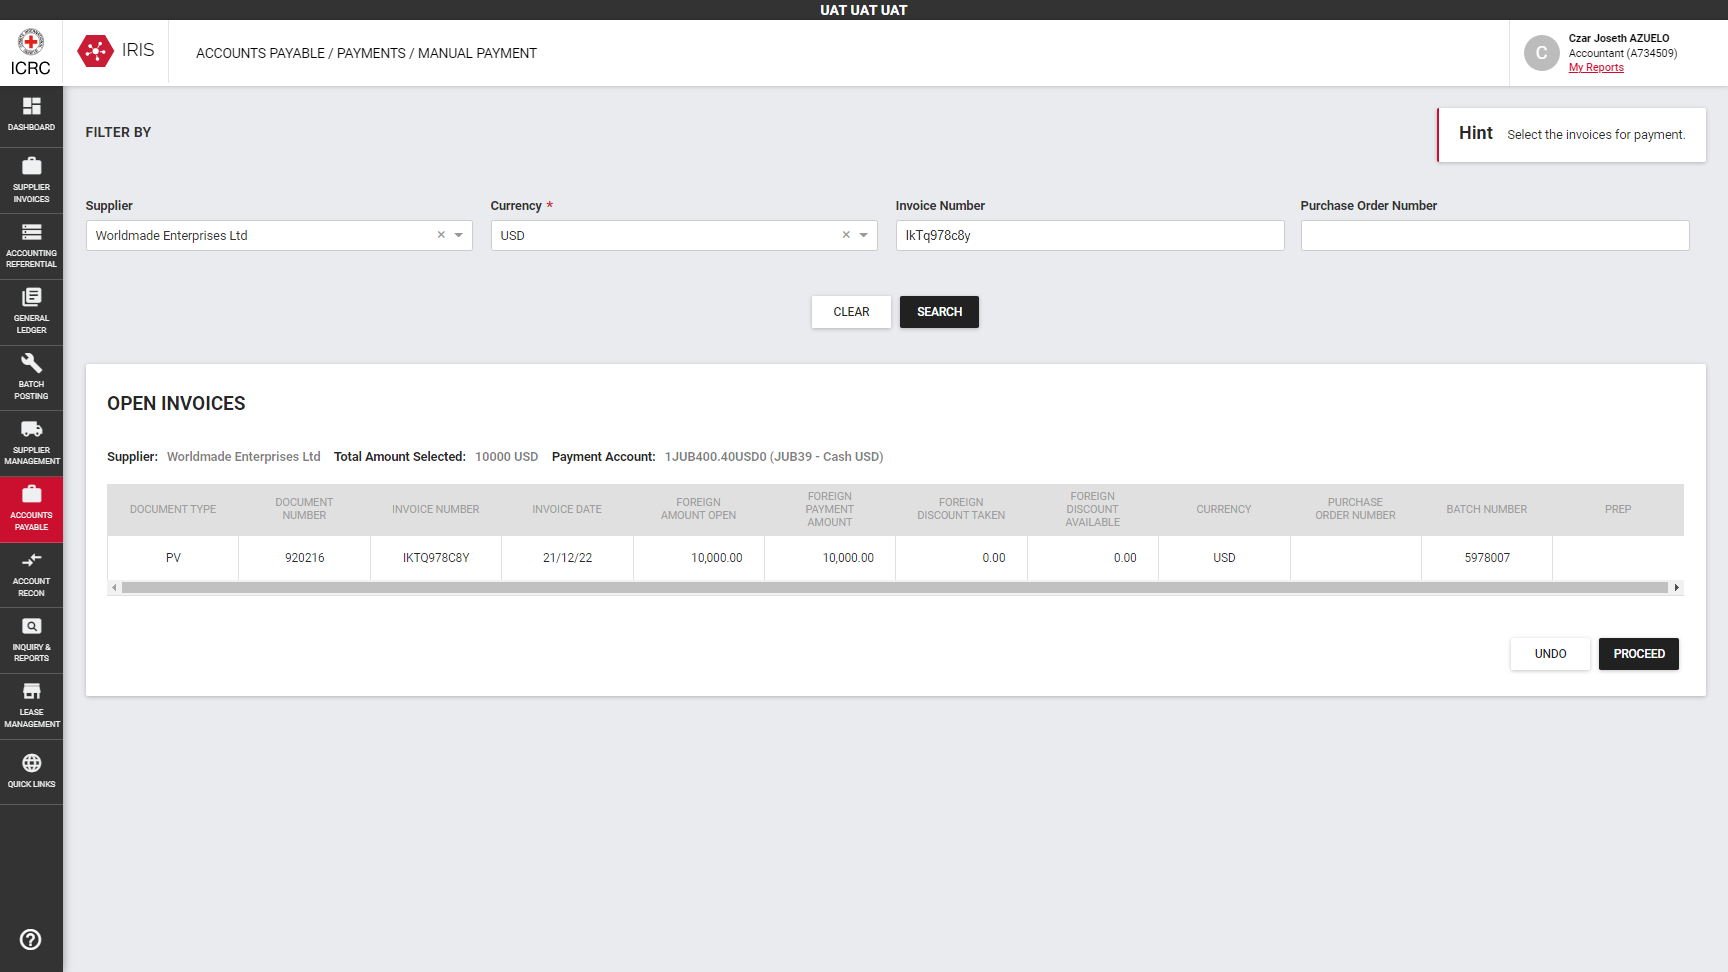 UAT UAT UAT
ICRC
IRIS
ACCOUNTS PAYABLE / PAYMENTS / MANUAL PAYMENT
C
Czar Joseth AZUELO
Accountant (A734509)
My Reports
DASHBOARD
SUPPLIER
INVOICES
ACCOUNTING
REFERENTIAL
GENERAL
LEDGER
BATCH
POSTING
SUPPLIER
MANAGEMENT
ACCOUNTS
PAYABLE
ACCOUNT
RECON
INQUIRY &
REPORTS
LEASE
MANAGEMENT
QUICK LINKS
FILTER BY
Hint Select the invoices for payment.
Supplier Currency * Invoice Number Purchase Order Number
Worldmade Enterprises Ltd USD IkTq978c8y
CLEAR SEARCH
OPEN INVOICES
Supplier: Worldmade Enterprises Ltd Total Amount Selected: 10000 USD Payment Account: 1JUB400.40USD0 (JUB39 - Cash USD)
DOCUMENT TYPE
DOCUMENT
NUMBER
INVOICE NUMBER
INVOICE DATE
FOREIGN
AMOUNT OPEN
FOREIGN
PAYMENT
AMOUNT
FOREIGN
DISCOUNT TAKEN
FOREIGN
DISCOUNT
AVAILABLE
CURRENCY
PURCHASE
ORDER NUMBER
BATCH NUMBER
PREP
PV 920216 IKTQ978C8Y 21/12/22 10,000.00 10,000.00 0.00 0.00 USD 5978007
UNDO PROCEED